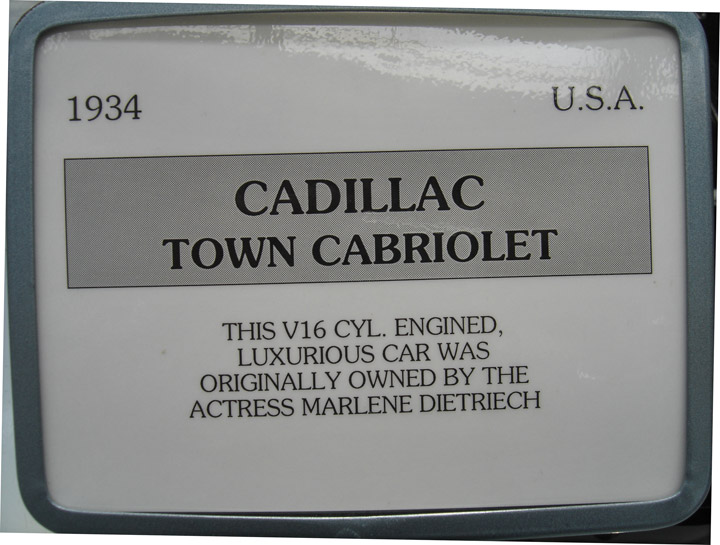 1934 U.S.A.
CADILLAC
TOWN CABRIOLET
THIS V16 CYL. ENGINED,
LUXURIOUS CAR WAS
ORIGINALLY OWNED BY THE
ACTRESS MARLENE DIETRIECH